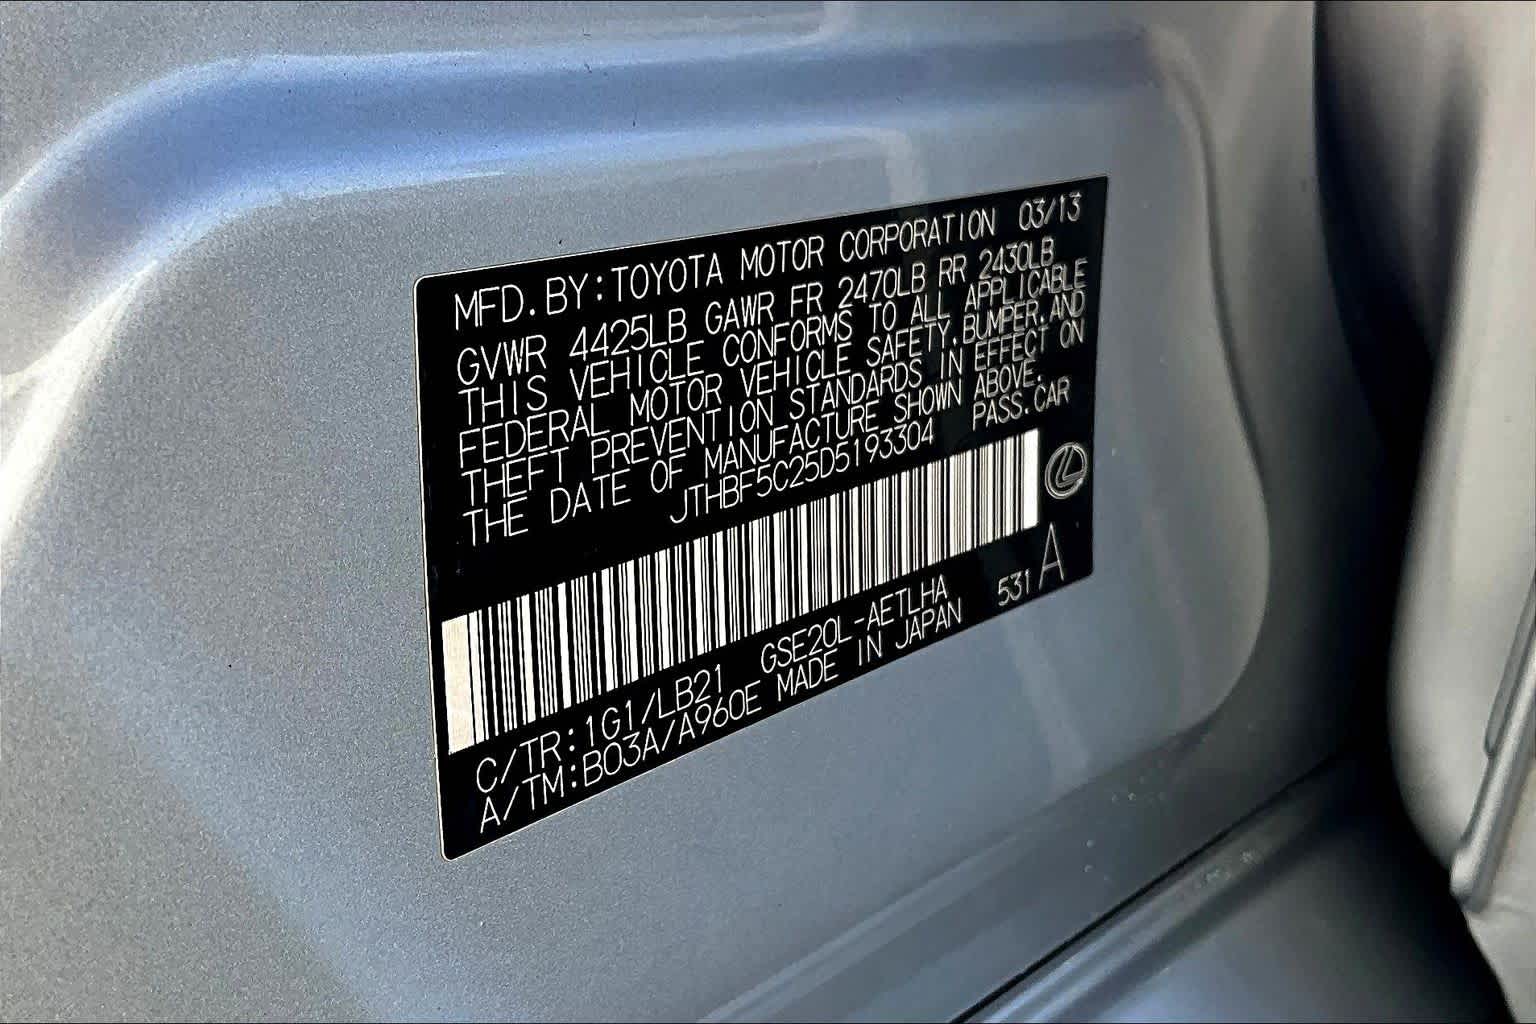 MFD. BY: TOYOTA MOTOR CORPORATION 03/13
GVWR 4425LB GAWR FR 2470LB RR 2430LB
THIS VEHICLE CONFORMS TO ALL APPLICABLE
FEDERAL MOTOR VEHICLE SAFETY, BUMPER, AND
THEFT PREVENTION STANDARDS IN EFFECT ON
THE DATE OF MANUFACTURE SHOWN ABOVE.
JTHBF5C25D5193304 PASS. CAR
C/TR: 1G1/LB21 GSE20L-AETLHA 531 A
A/TM: B03A/A960E MADE IN JAPAN